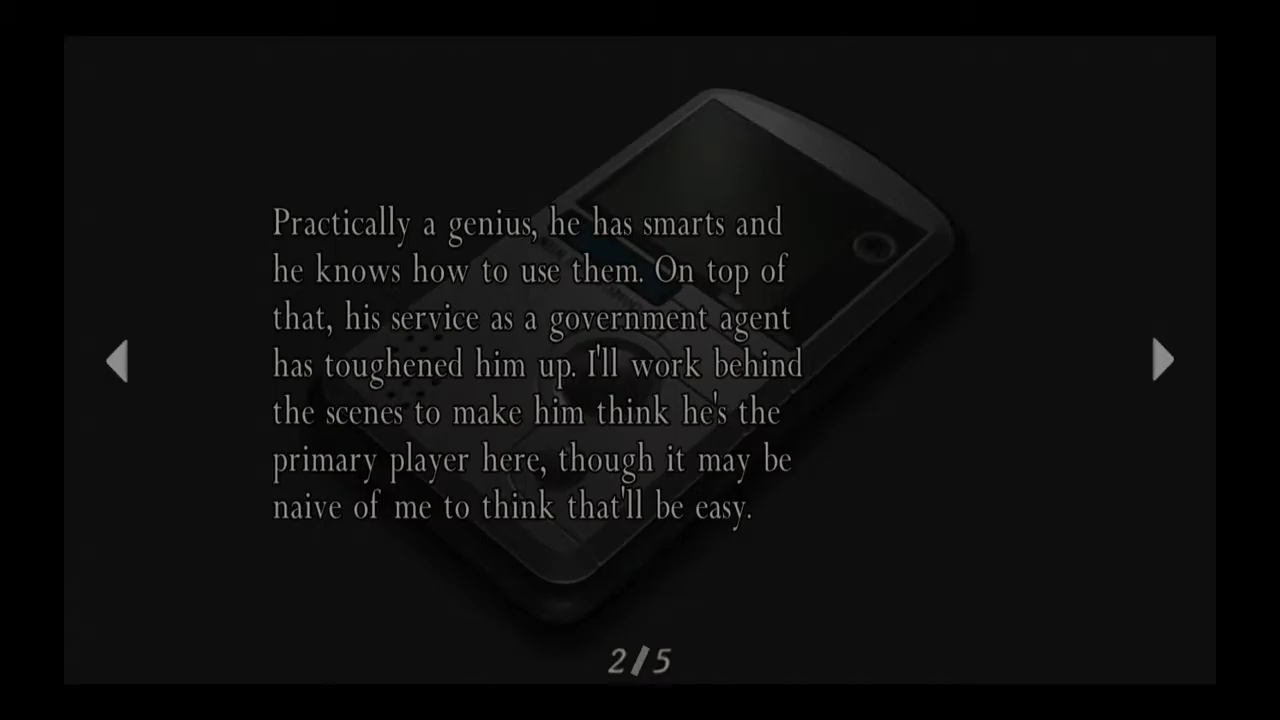 Practically a genius, he has smarts and
he knows how to use them. On top of
that, his service as a government agent
has toughened him up. I'll work behind
the scenes to make him think he's the
primary player here, though it may be
naive of me to think that'll be easy.
2/5